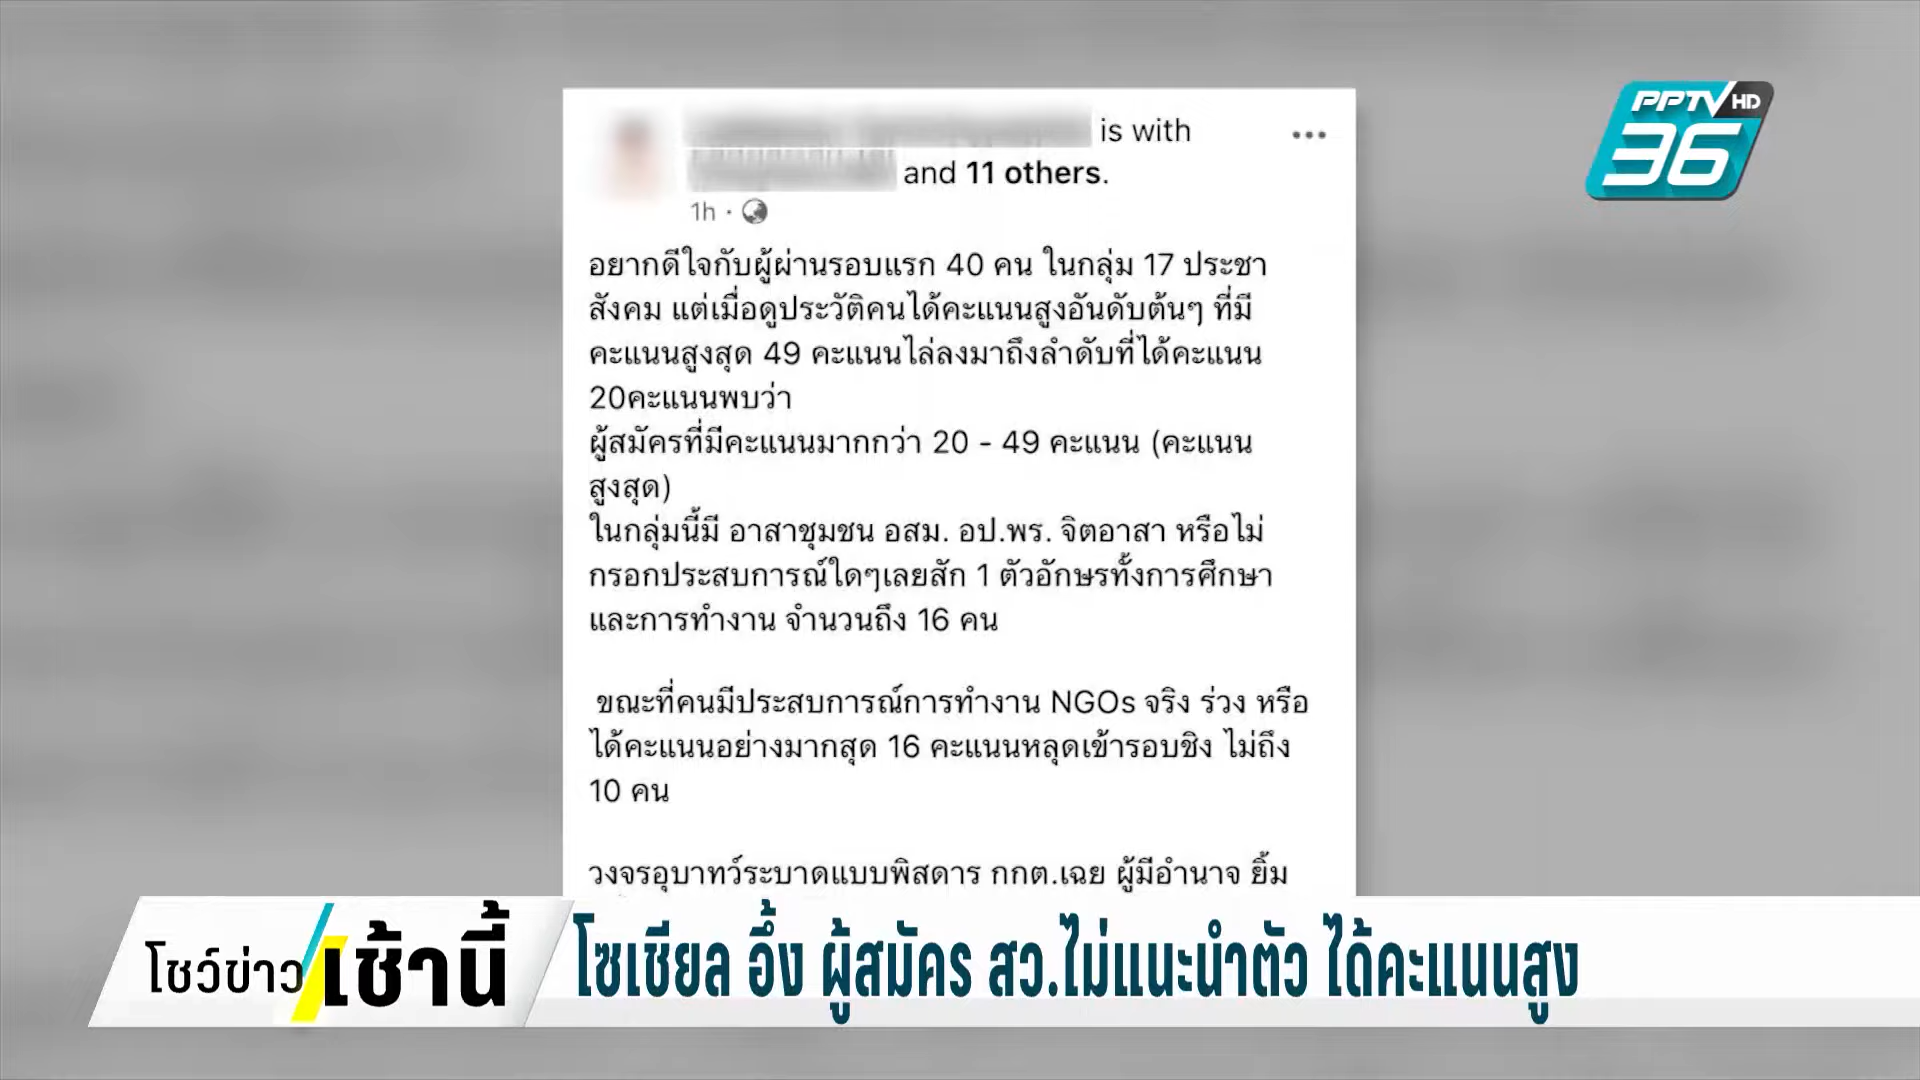 PPTV HD
36
is with
and 11 others.
1h ·
อยากดีใจกับผู้ผ่านรอบแรก 40 คน ในกลุ่ม 17 ประชา
สังคม แต่เมื่อดูประวัติคนได้คะแนนสูงอันดับต้นๆ ที่มี
คะแนนสูงสุด 49 คะแนนไล่ลงมาถึงลำดับที่ได้คะแนน
20คะแนนพบว่า
ผู้สมัครที่มีคะแนนมากกว่า 20 - 49 คะแนน (คะแนน
สูงสุด)
ในกลุ่มนี้มี อาสาชุมชน อสม. อป.พร. จิตอาสา หรือไม่
กรอกประสบการณ์ใดๆเลยสัก 1 ตัวอักษรทั้งการศึกษา
และการทำงาน จำนวนถึง 16 คน
ขณะที่คนมีประสบการณ์การทำงาน NGOs จริง ร่วง หรือ
ได้คะแนนอย่างมากสุด 16 คะแนนหลุดเข้ารอบชิง ไม่ถึง
10 คน
วงจรอุบาทว์ระบาดแบบพิสดาร กกต.เฉย ผู้มีอำนาจ ยิ้ม
โชว์ข่าวเช้านี้
โซเชียล อึ้ง ผู้สมัคร สว.ไม่แนะนำตัว ได้คะแนนสูง